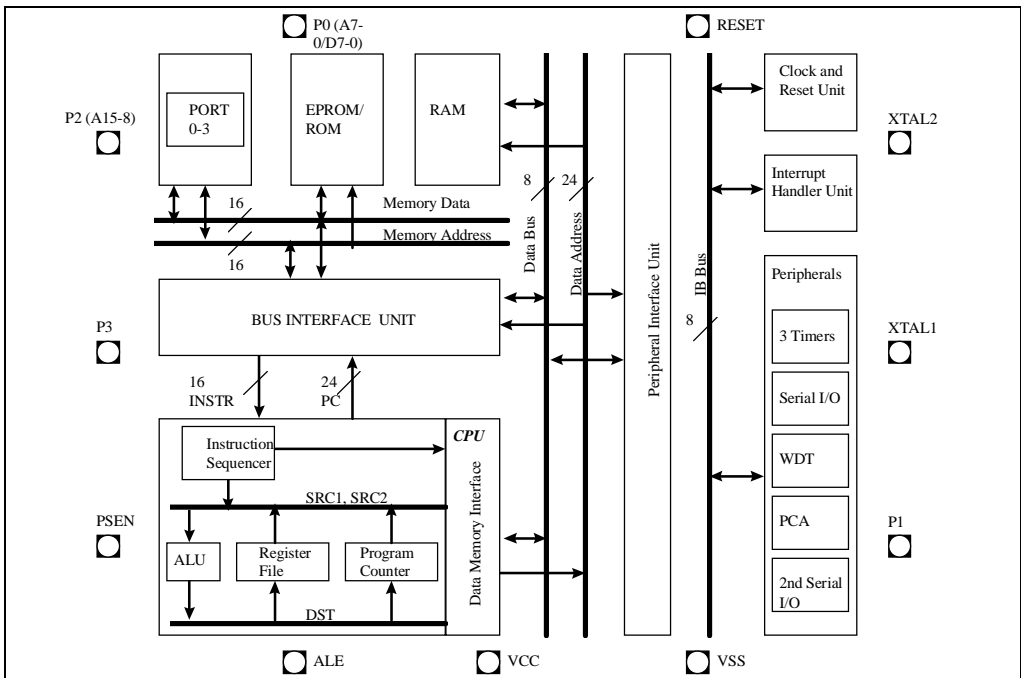 P0 (A7-
0/D7-0)
RESET
P2 (A15-8)
PORT
0-3
EPROM/
ROM
RAM
Clock and
Reset Unit
XTAL2
Interrupt
Handler Unit
8
24
16
Memory Data
Memory Address
16
Data Bus
Data Address
Peripheral Interface Unit
IB Bus
8
Peripherals
3 Timers
Serial I/O
WDT
PCA
2nd Serial
I/O
P3
BUS INTERFACE UNIT
XTAL1
16
INSTR
24
PC
Instruction
Sequencer
CPU
Data Memory Interface
SRC1, SRC2
PSEN
ALU
Register
File
Program
Counter
DST
P1
ALE
VCC
VSS